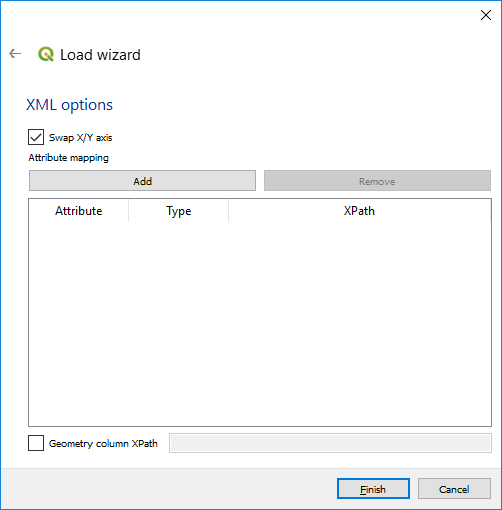 Load wizard
XML options
Swap X/Y axis
Attribute mapping
Add Remove
Attribute Type XPath
Geometry column XPath
Finish Cancel